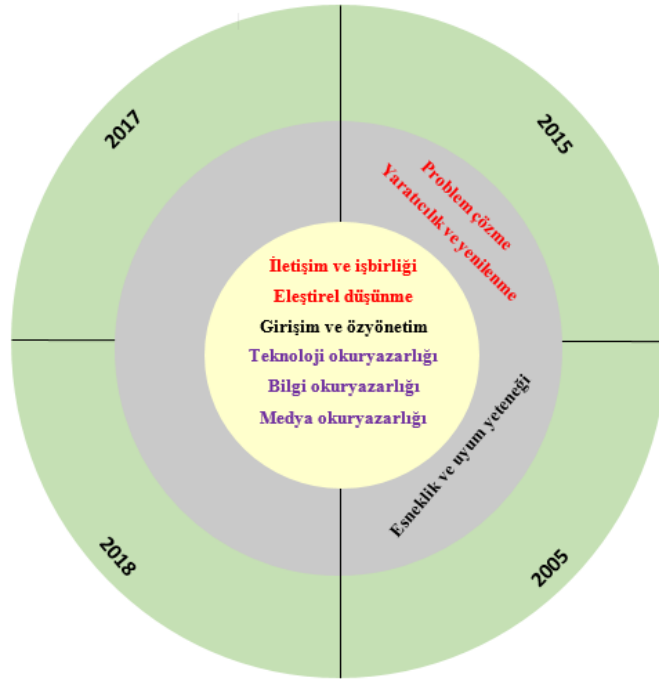 2017
2015
Problem çözme
Yaratıcılık ve yenilenme
İletişim ve işbirliği
Eleştirel düşünme
Girişim ve özyönetim
Teknoloji okuryazarlığı
Bilgi okuryazarlığı
Medya okuryazarlığı
Esneklik ve uyum yeteneği
2018
2005